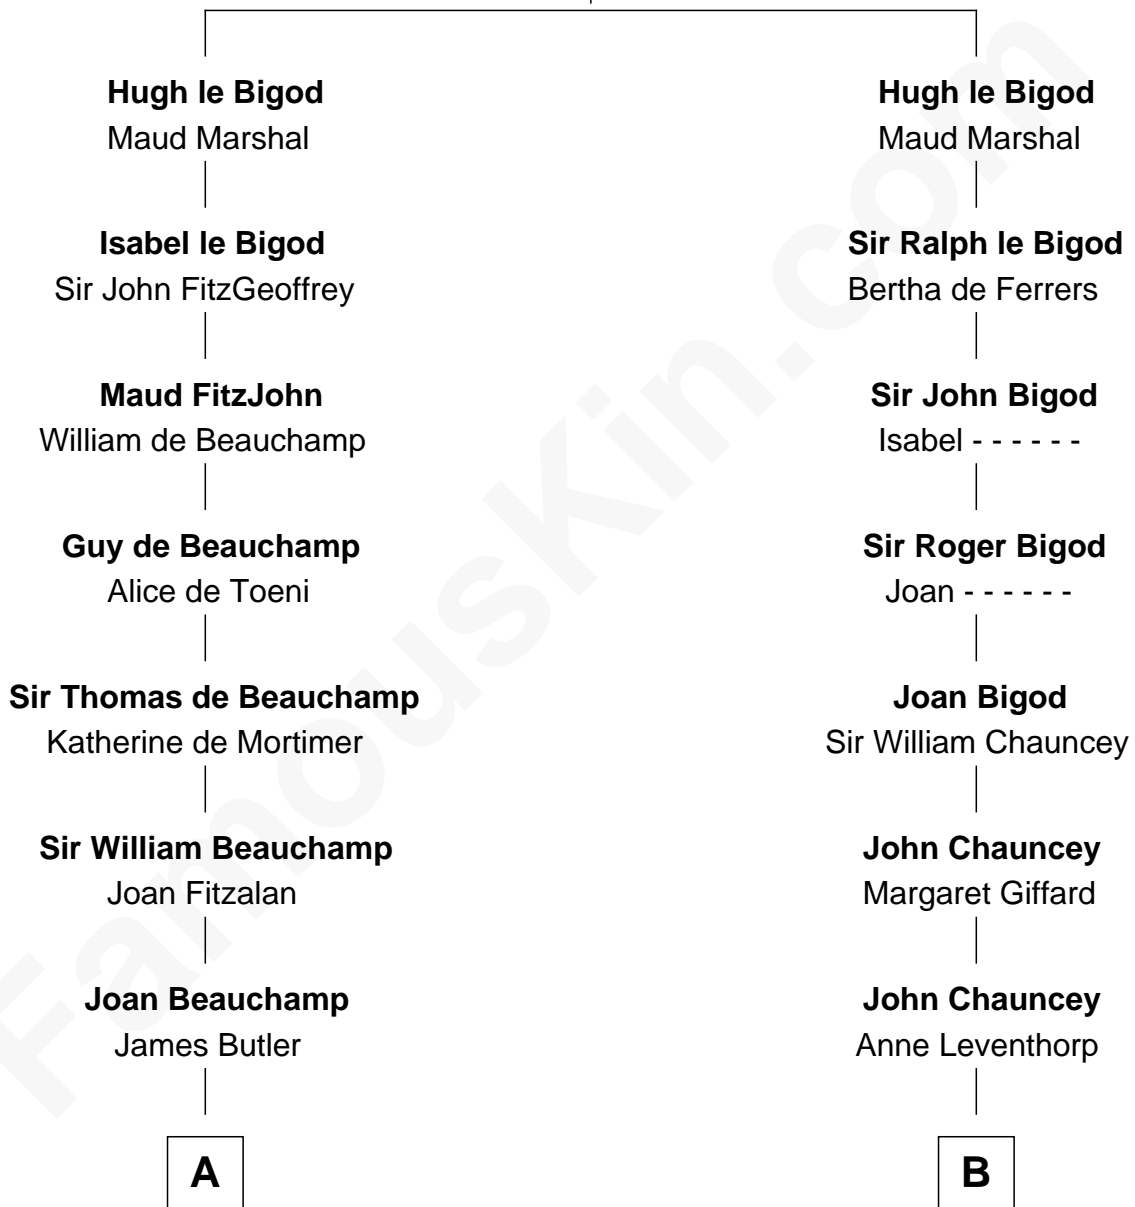 Hugh le Bigod
Maud Marshal
Isabel le Bigod
Sir John FitzGeoffrey
Maud FitzJohn
William de Beauchamp
Guy de Beauchamp
Alice de Toeni
Sir Thomas de Beauchamp
Katherine de Mortimer
Sir William Beauchamp
Joan Fitzalan
Joan Beauchamp
James Butler
A
Hugh le Bigod
Maud Marshal
Sir Ralph le Bigod
Bertha de Ferrers
Sir John Bigod
Isabel - - - - - -
Sir Roger Bigod
Joan - - - - - -
Joan Bigod
Sir William Chauncey
John Chauncey
Margaret Giffard
John Chauncey
Anne Leventhorp
B
FamousKin.com